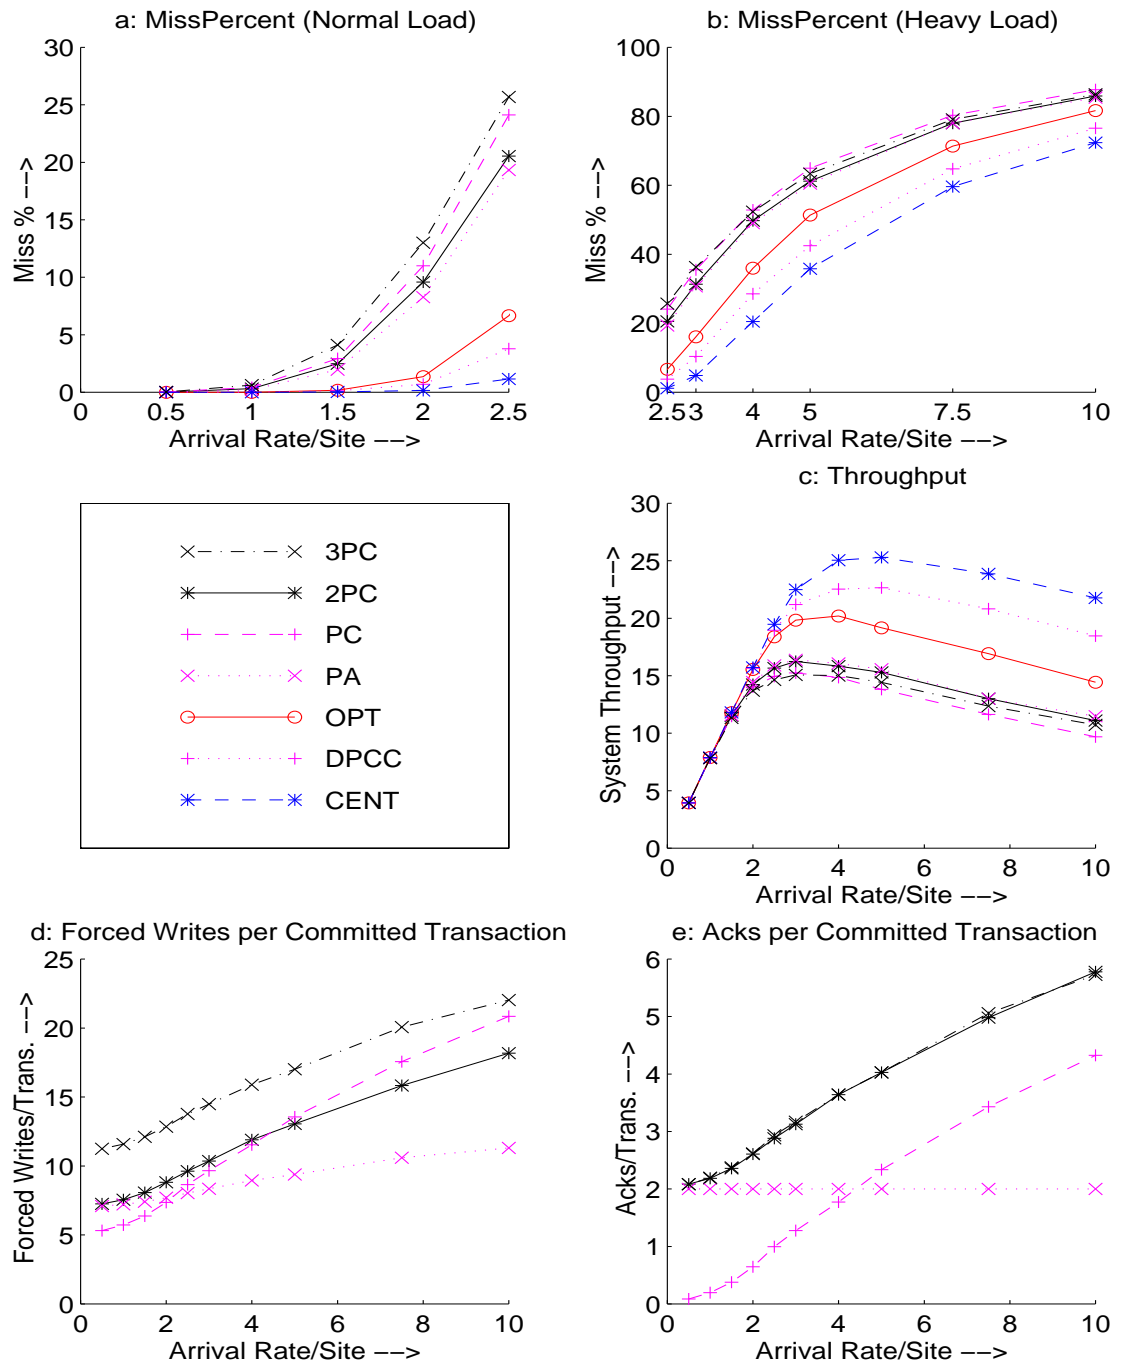 a: MissPercent (Normal Load)
30
25
20
15
10
5
0
0 0.5 1 1.5 2 2.5
Miss % −−>
Arrival Rate/Site −−>
b: MissPercent (Heavy Load)
100
80
60
40
20
0
2.5 3 4 5 7.5 10
Miss % −−>
Arrival Rate/Site −−>
3PC
2PC
PC
PA
OPT
DPCC
CENT
c: Throughput
30
25
20
15
10
5
0
0 2 4 6 8 10
System Throughput −−>
Arrival Rate/Site −−>
d: Forced Writes per Committed Transaction
25
20
15
10
5
0
0 2 4 6 8 10
Forced Writes/Trans. −−>
Arrival Rate/Site −−>
e: Acks per Committed Transaction
6
5
4
3
2
1
0
0 2 4 6 8 10
Acks/Trans. −−>
Arrival Rate/Site −−>